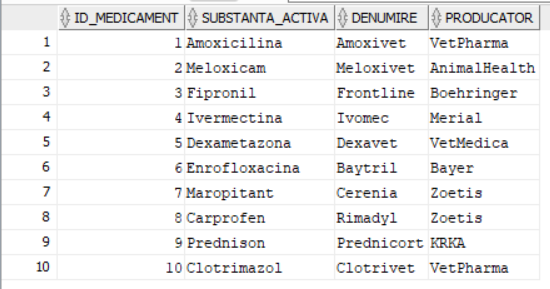 ID_MEDICAMENT SUBSTANTA_ACTIVA DENUMIRE PRODUCATOR
1 1 Amoxicilina Amoxivet VetPharma
2 2 Meloxicam Meloxivet AnimalHealth
3 3 Fipronil Frontline Boehringer
4 4 Ivermectina Ivomec Merial
5 5 Dexametazona Dexavet VetMedica
6 6 Enrofloxacina Baytril Bayer
7 7 Maropitant Cerenia Zoetis
8 8 Carprofen Rimadyl Zoetis
9 9 Prednison Prednicort KRKA
10 10 Clotrimazol Clotrivet VetPharma